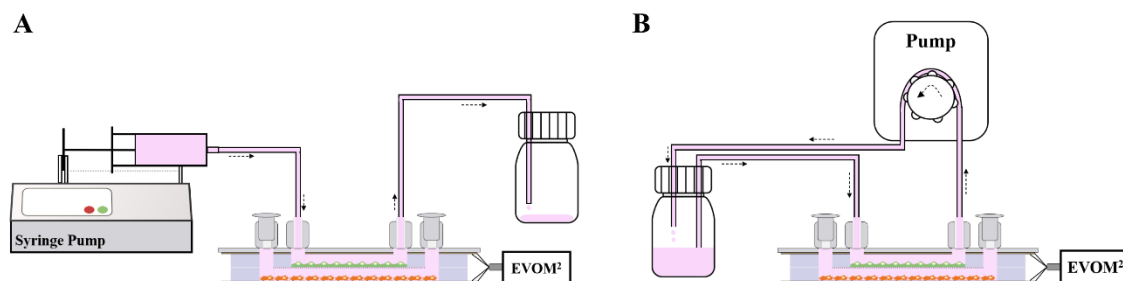 A
B
Pump
Syringe Pump
EVOM²
EVOM²